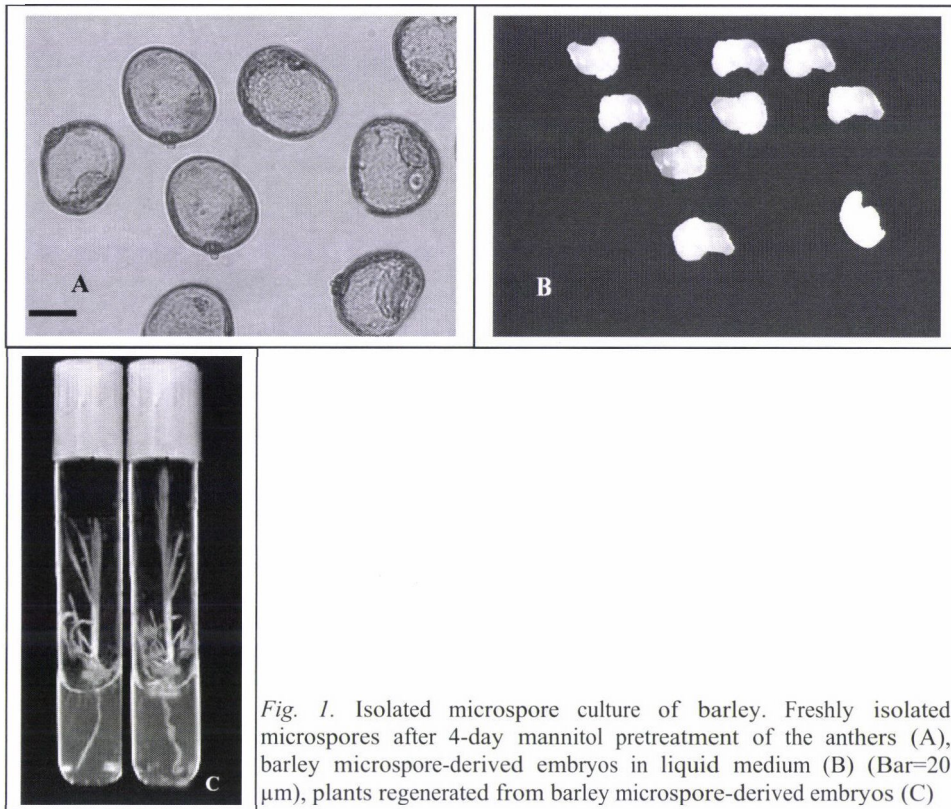 A
B
C
Fig. 1. Isolated microspore culture of barley. Freshly isolated
microspores after 4-day mannitol pretreatment of the anthers (A),
barley microspore-derived embryos in liquid medium (B) (Bar=20
µm), plants regenerated from barley microspore-derived embryos (C)